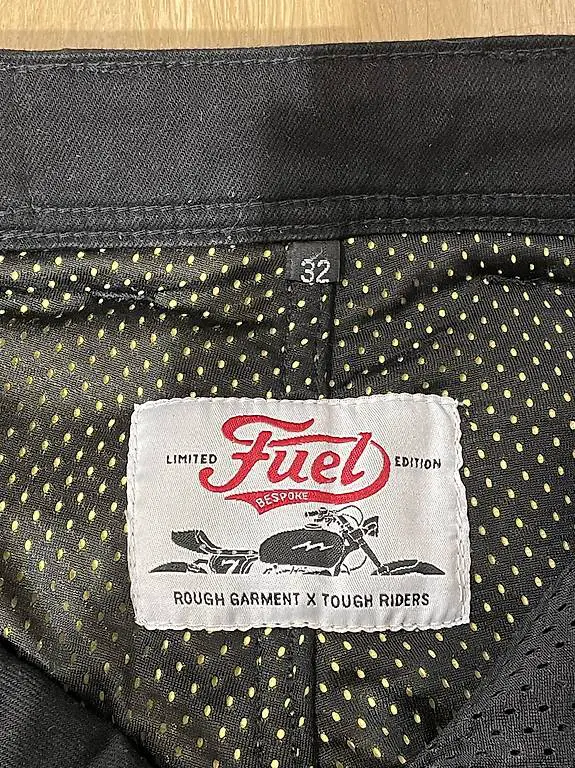 32
LIMITED Fuel EDITION
BESPOKE
7
ROUGH GARMENT X TOUGH RIDERS